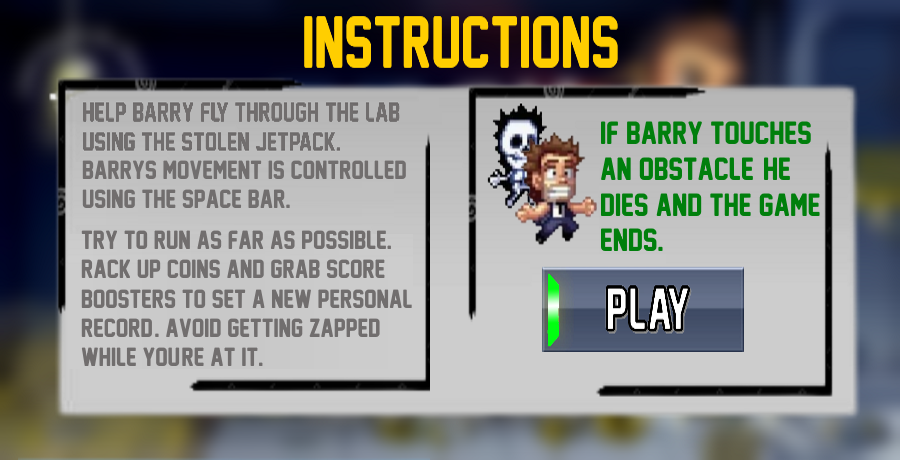 INSTRUCTIONS
HELP BARRY FLY THROUGH THE LAB
USING THE STOLEN JETPACK.
BARRYS MOVEMENT IS CONTROLLED
USING THE SPACE BAR.
TRY TO RUN AS FAR AS POSSIBLE.
RACK UP COINS AND GRAB SCORE
BOOSTERS TO SET A NEW PERSONAL
RECORD. AVOID GETTING ZAPPED
WHILE YOURE AT IT.
IF BARRY TOUCHES
AN OBSTACLE HE
DIES AND THE GAME
ENDS.
PLAY